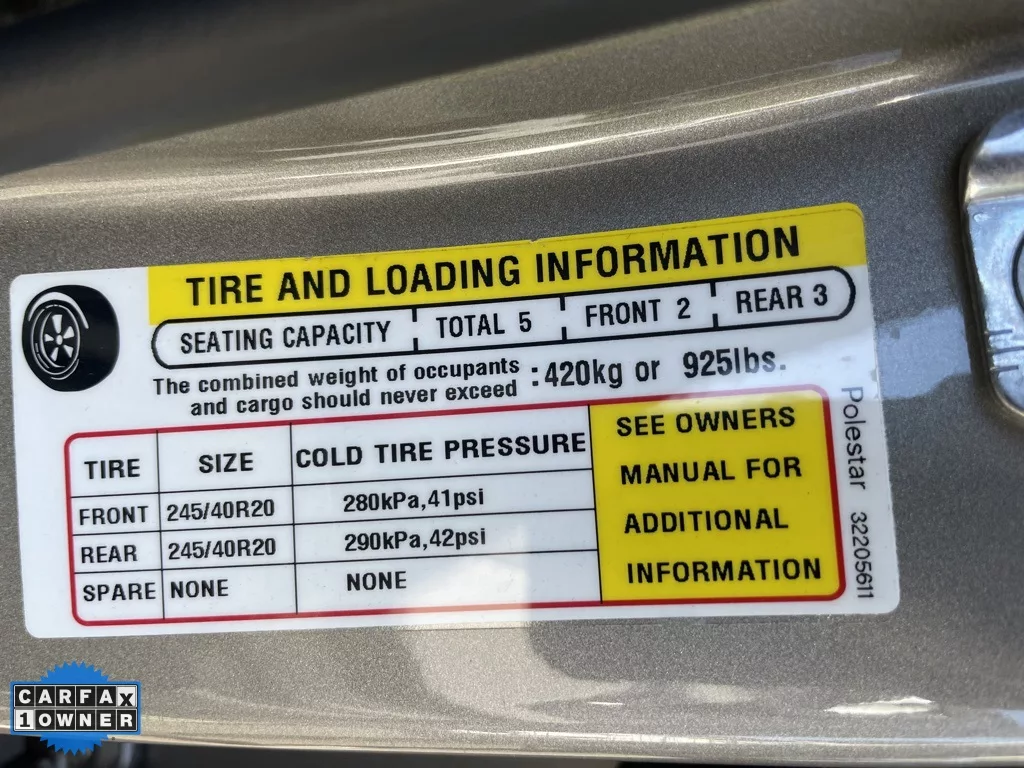 TIRE AND LOADING INFORMATION
SEATING CAPACITY TOTAL 5 FRONT 2 REAR 3
The combined weight of occupants
and cargo should never exceed :420kg or 925lbs.
TIRE SIZE COLD TIRE PRESSURE
FRONT 245/40R20 280kPa,41psi
REAR 245/40R20 290kPa,42psi
SPARE NONE NONE
SEE OWNERS
MANUAL FOR
ADDITIONAL
INFORMATION
Polestar 32205611
CARFAX
1 OWNER